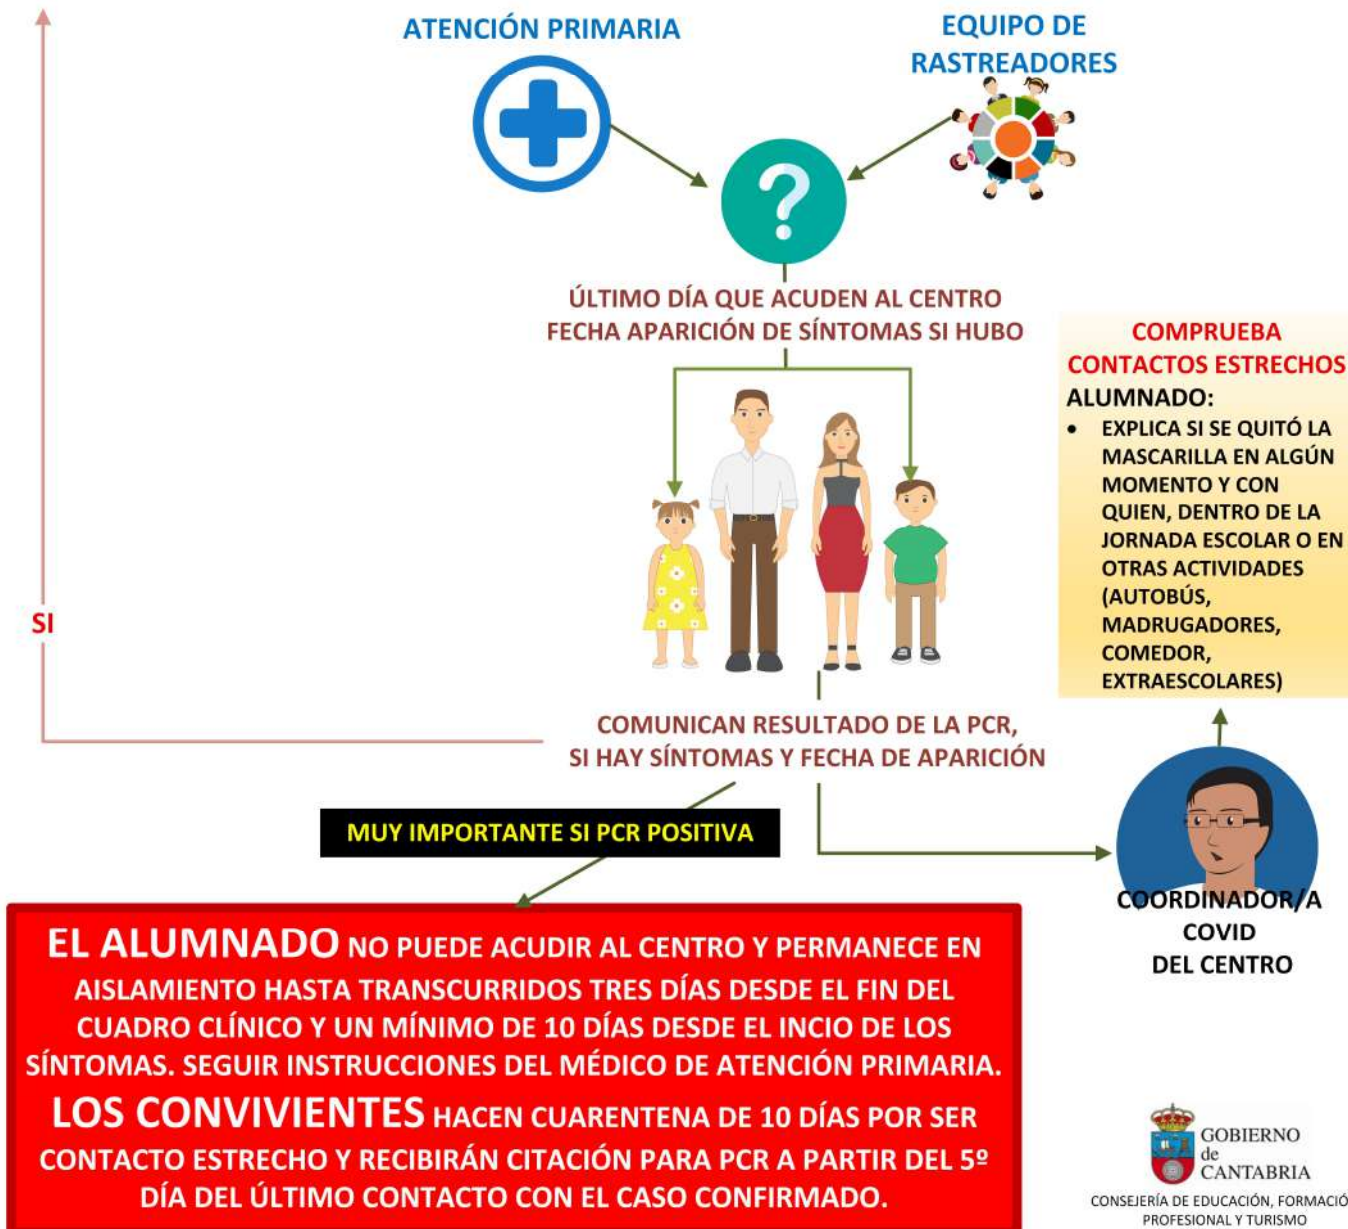 ATENCIÓN PRIMARIA
EQUIPO DE
RASTREADORES
?
ÚLTIMO DÍA QUE ACUDEN AL CENTRO
FECHA APARICIÓN DE SÍNTOMAS SI HUBO
COMPRUEBA
CONTACTOS ESTRECHOS
ALUMNADO:
• EXPLICA SI SE QUITÓ LA
MASCARILLA EN ALGÚN
MOMENTO Y CON
QUIEN, DENTRO DE LA
JORNADA ESCOLAR O EN
OTRAS ACTIVIDADES
(AUTOBÚS,
MADRUGADORES,
COMEDOR,
EXTRAESCOLARES)
SI
COMUNICAN RESULTADO DE LA PCR,
SI HAY SÍNTOMAS Y FECHA DE APARICIÓN
MUY IMPORTANTE SI PCR POSITIVA
COORDINADOR/A
COVID
DEL CENTRO
EL ALUMNADO NO PUEDE ACUDIR AL CENTRO Y PERMANECE EN
AISLAMIENTO HASTA TRANSCURRIDOS TRES DÍAS DESDE EL FIN DEL
CUADRO CLÍNICO Y UN MÍNIMO DE 10 DÍAS DESDE EL INCIO DE LOS
SÍNTOMAS. SEGUIR INSTRUCCIONES DEL MÉDICO DE ATENCIÓN PRIMARIA.
LOS CONVIVIENTES HACEN CUARENTENA DE 10 DÍAS POR SER
CONTACTO ESTRECHO Y RECIBIRÁN CITACIÓN PARA PCR A PARTIR DEL 5º
DÍA DEL ÚLTIMO CONTACTO CON EL CASO CONFIRMADO.
GOBIERNO
de
CANTABRIA
CONSEJERÍA DE EDUCACIÓN, FORMACIÓ
PROFESIONAL Y TURISMO